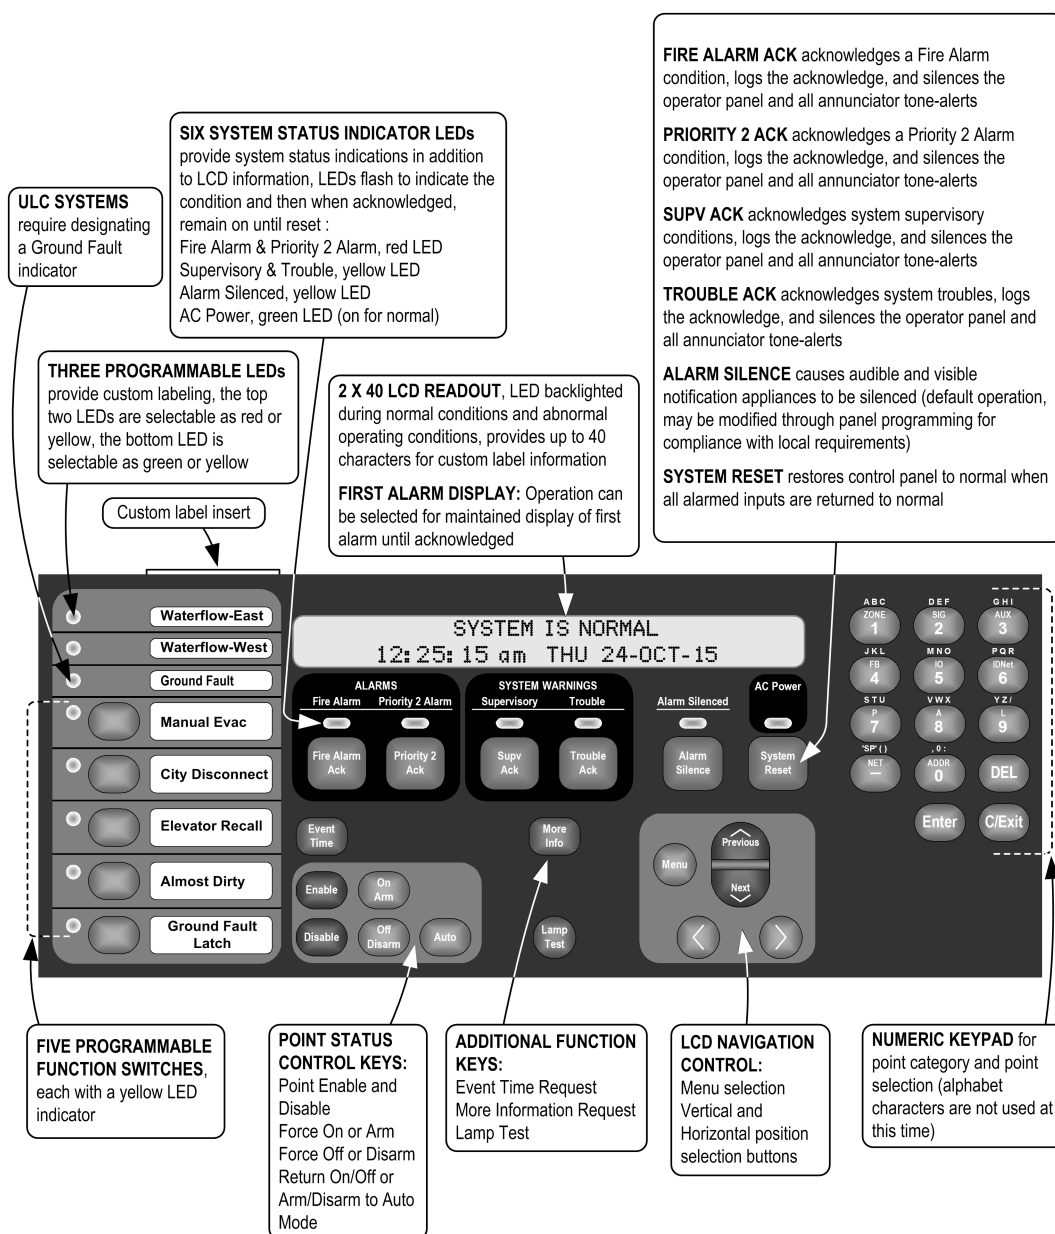 FIRE ALARM ACK acknowledges a Fire Alarm
condition, logs the acknowledge, and silences the
operator panel and all annunciator tone-alerts
PRIORITY 2 ACK acknowledges a Priority 2 Alarm
condition, logs the acknowledge, and silences the
operator panel and all annunciator tone-alerts
SUPV ACK acknowledges system supervisory
conditions, logs the acknowledge, and silences the
operator panel and all annunciator tone-alerts
TROUBLE ACK acknowledges system troubles, logs
the acknowledge, and silences the operator panel and
all annunciator tone-alerts
ALARM SILENCE causes audible and visible
notification appliances to be silenced (default operation,
may be modified through panel programming for
compliance with local requirements)
SYSTEM RESET restores control panel to normal when
all alarmed inputs are returned to normal
SIX SYSTEM STATUS INDICATOR LEDs
provide system status indications in addition
to LCD information, LEDs flash to indicate the
condition and then when acknowledged,
remain on until reset :
Fire Alarm & Priority 2 Alarm, red LED
Supervisory & Trouble, yellow LED
Alarm Silenced, yellow LED
AC Power, green LED (on for normal)
ULC SYSTEMS
require designating
a Ground Fault
indicator
THREE PROGRAMMABLE LEDs
provide custom labeling, the top
two LEDs are selectable as red or
yellow, the bottom LED is
selectable as green or yellow
2 X 40 LCD READOUT, LED backlighted
during normal conditions and abnormal
operating conditions, provides up to 40
characters for custom label information
FIRST ALARM DISPLAY: Operation can
be selected for maintained display of first
alarm until acknowledged
Custom label insert
Waterflow-East
Waterflow-West
Ground Fault
Manual Evac
City Disconnect
Elevator Recall
Almost Dirty
Ground Fault
Latch
SYSTEM IS NORMAL
12:25:15 am THU 24-OCT-15
ALARMS
Fire Alarm Priority 2 Alarm
Fire Alarm
Ack
Priority 2
Ack
SYSTEM WARNINGS
Supervisory Trouble
Supv
Ack
Trouble
Ack
Alarm Silenced
Alarm
Silence
AC Power
System
Reset
Event
Time
More
Info
Enable
On
Arm
Disable
Off
Disarm
Auto
Lamp
Test
Menu
Previous
Next
ABC DEF GHI
ZONE SIG AUX
1 2 3
JKL MNO PQR
FB IO IDNet
4 5 6
STU VWX YZ/
P A L
7 8 9
'SP' ( ) , 0 :
NET ADDR
— 0 DEL
Enter C/Exit
FIVE PROGRAMMABLE
FUNCTION SWITCHES,
each with a yellow LED
indicator
POINT STATUS
CONTROL KEYS:
Point Enable and
Disable
Force On or Arm
Force Off or Disarm
Return On/Off or
Arm/Disarm to Auto
Mode
ADDITIONAL FUNCTION
KEYS:
Event Time Request
More Information Request
Lamp Test
LCD NAVIGATION
CONTROL:
Menu selection
Vertical and
Horizontal position
selection buttons
NUMERIC KEYPAD for
point category and point
selection (alphabet
characters are not used at
this time)